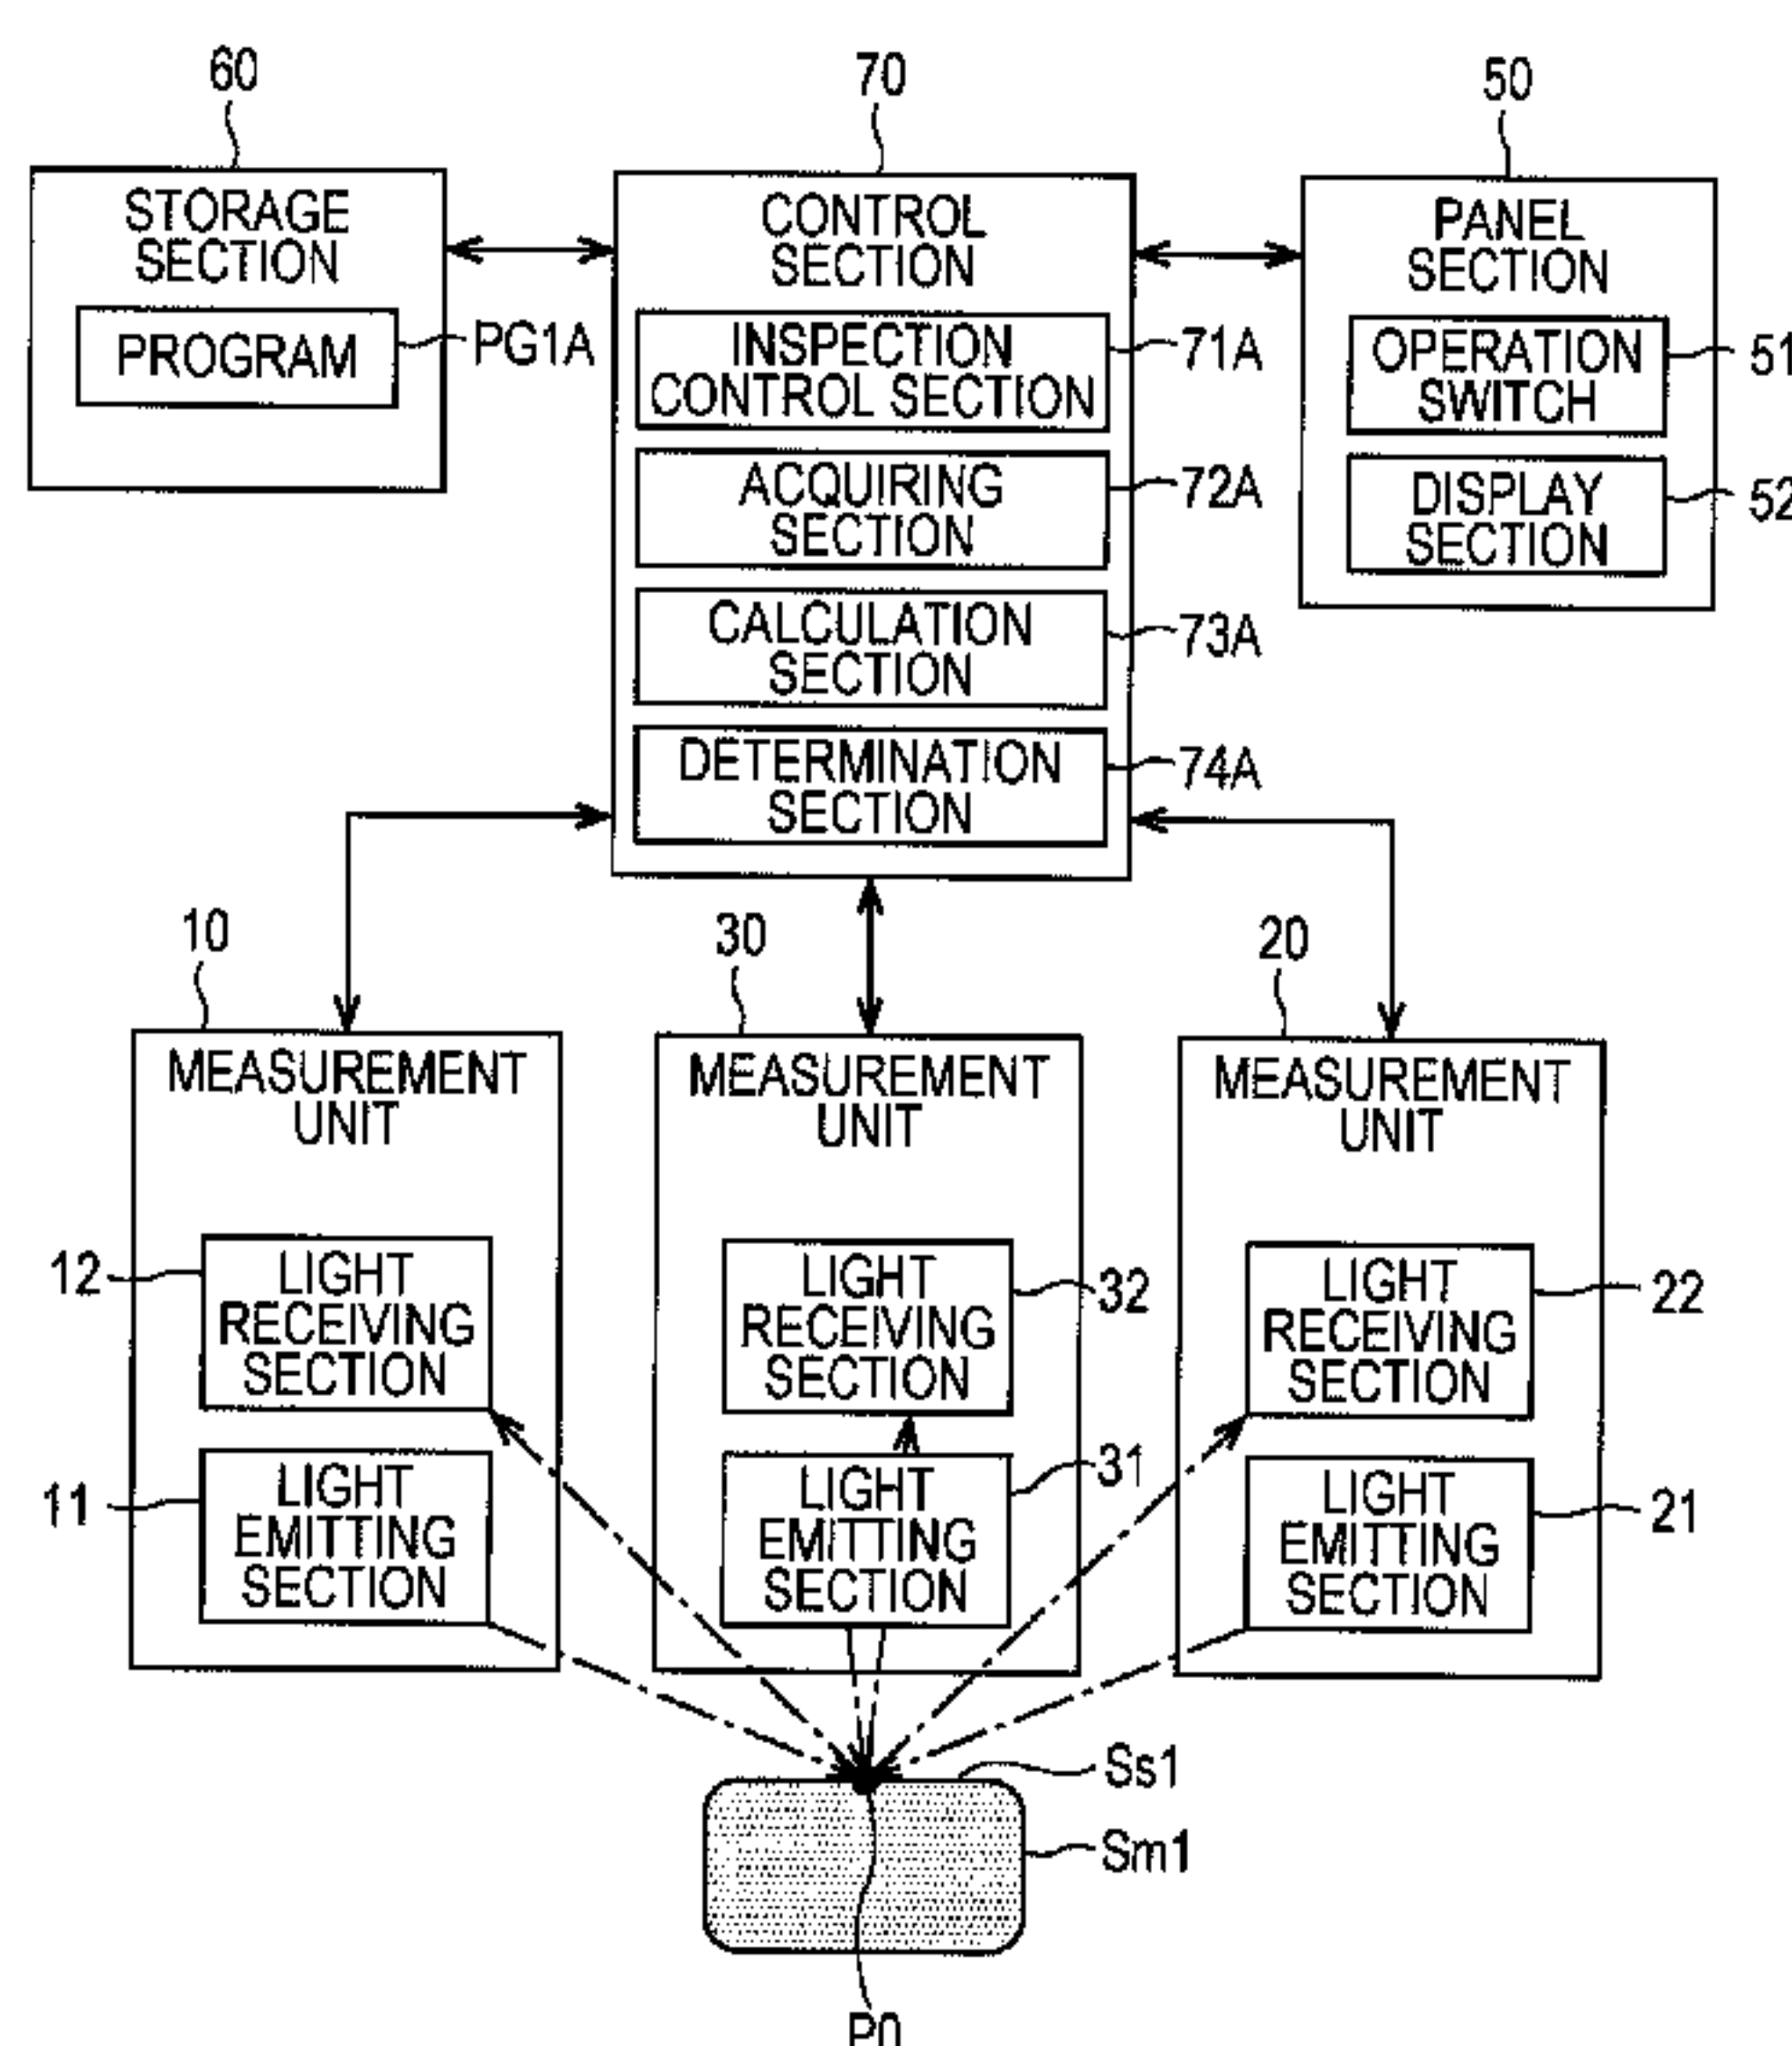 60
70
50
STORAGE
SECTION
PROGRAM
PG1A
CONTROL
SECTION
INSPECTION
CONTROL SECTION
71A
ACQUIRING
SECTION
72A
CALCULATION
SECTION
73A
DETERMINATION
SECTION
74A
PANEL
SECTION
OPERATION
SWITCH
51
DISPLAY
SECTION
52
10
30
20
MEASUREMENT
UNIT
12
LIGHT
RECEIVING
SECTION
11
LIGHT
EMITTING
SECTION
MEASUREMENT
UNIT
LIGHT
RECEIVING
SECTION
32
LIGHT
EMITTING
SECTION
31
MEASUREMENT
UNIT
LIGHT
RECEIVING
SECTION
22
LIGHT
EMITTING
SECTION
21
Ss1
Sm1
P0